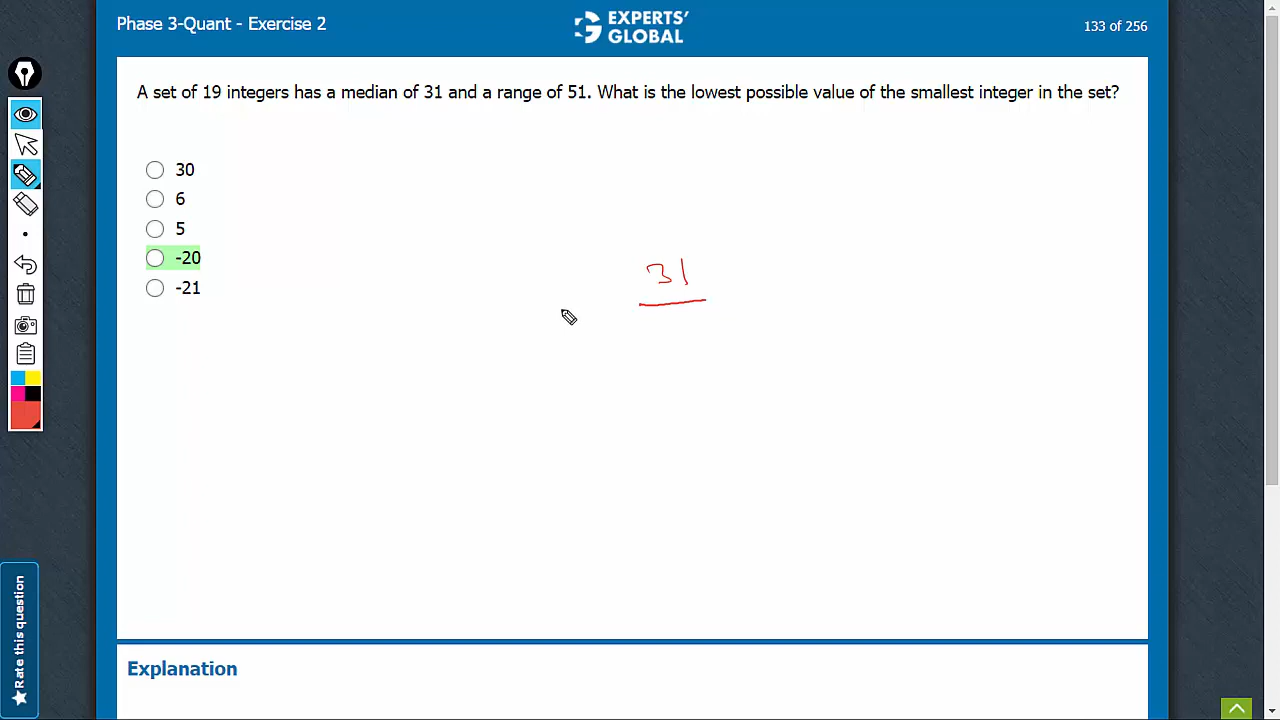 Phase 3-Quant - Exercise 2
EXPERTS'
GLOBAL
133 of 256
A set of 19 integers has a median of 31 and a range of 51. What is the lowest possible value of the smallest integer in the set?
30
6
5
-20
-21
31
Rate this question
Explanation